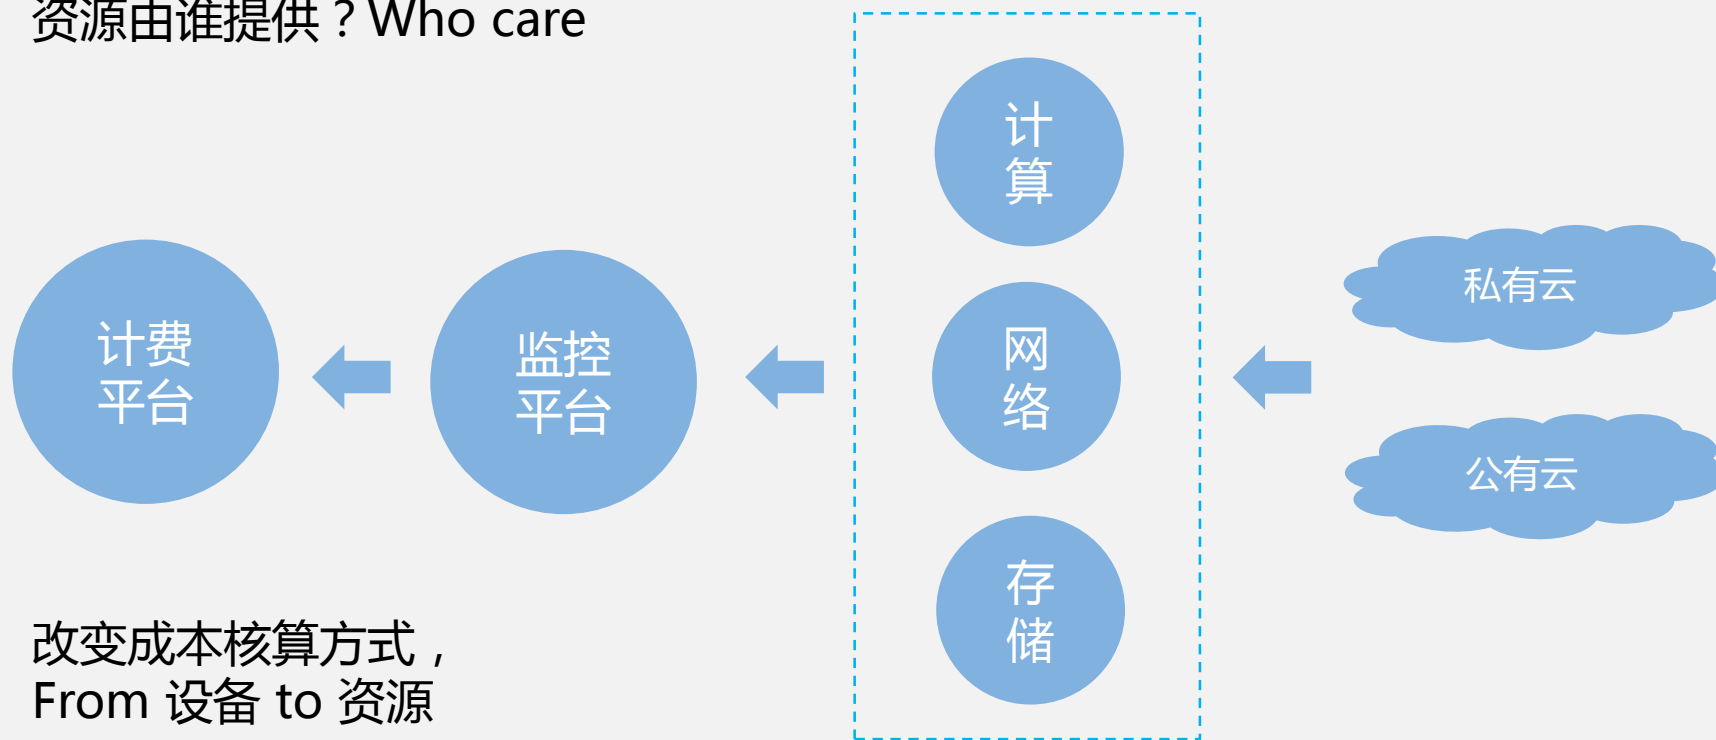 资源由谁提供？Who care
计
算
私有云
计费
平台
监控
平台
网
络
公有云
存
储
改变成本核算方式，
From 设备 to 资源